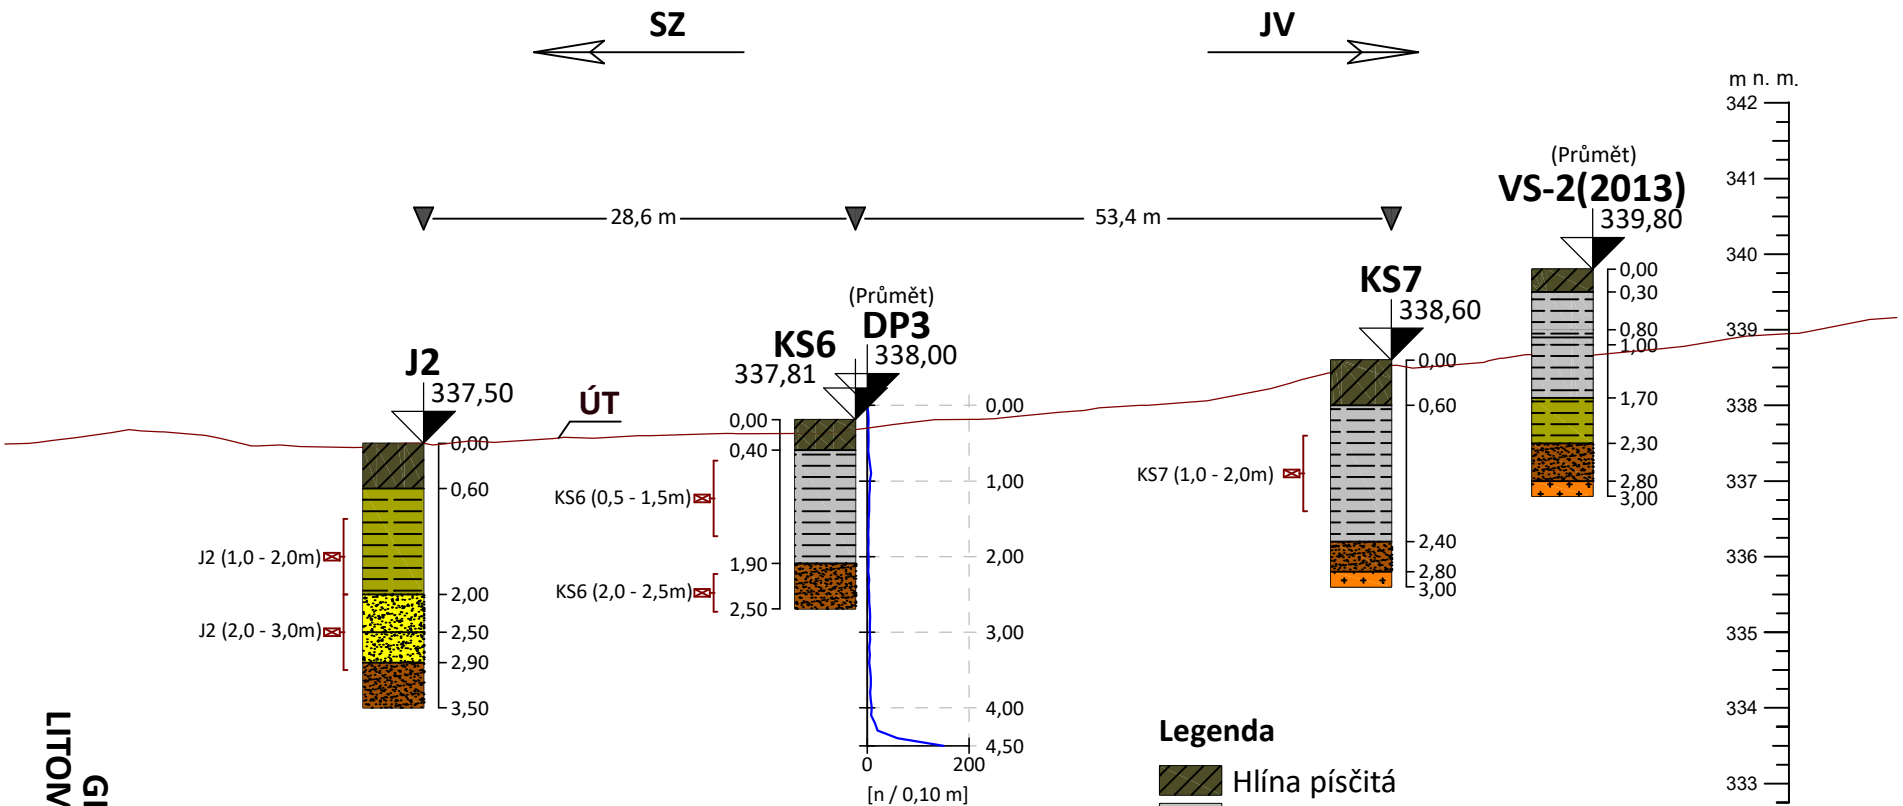 SZ
JV
m n. m.
342
341
340
339
338
337
336
335
334
333
(Průmět)
VS-2(2013)
339,80
0,00
0,30
0,80
1,00
1,70
2,30
2,80
3,00
28,6 m
53,4 m
KS7
338,60
0,00
0,60
2,40
2,80
3,00
KS7 (1,0 - 2,0m)
(Průmět)
DP3
338,00
0,00
1,00
2,00
3,00
4,00
4,50
0
200
[n / 0,10 m]
KS6
337,81
0,00
0,40
1,90
2,50
KS6 (0,5 - 1,5m)
KS6 (2,0 - 2,5m)
J2
337,50
0,00
0,60
2,00
2,50
2,90
3,50
J2 (1,0 - 2,0m)
J2 (2,0 - 3,0m)
ÚT
Legenda
Hlína písčitá